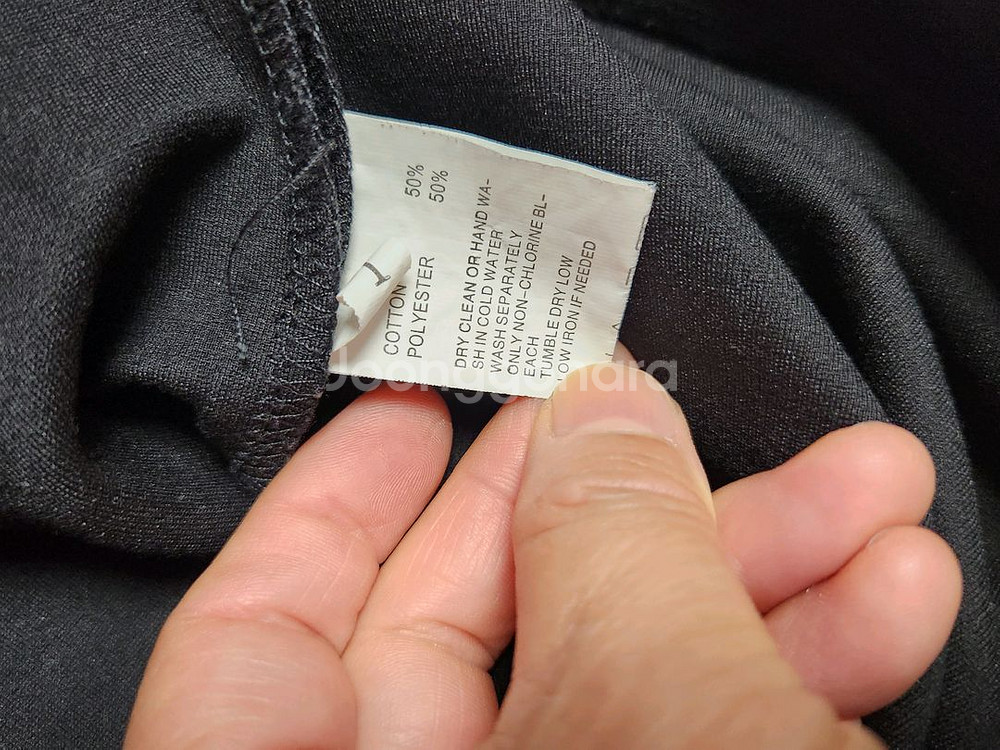 COTTON 50%
POLYESTER 50%
DRY CLEAN OR HAND WA-
SH IN COLD WATER
WASH SEPARATELY
ONLY NON-CHLORINE BL-
EACH
TUMBLE DRY LOW
LOW IRON IF NEEDED
Joonggonara